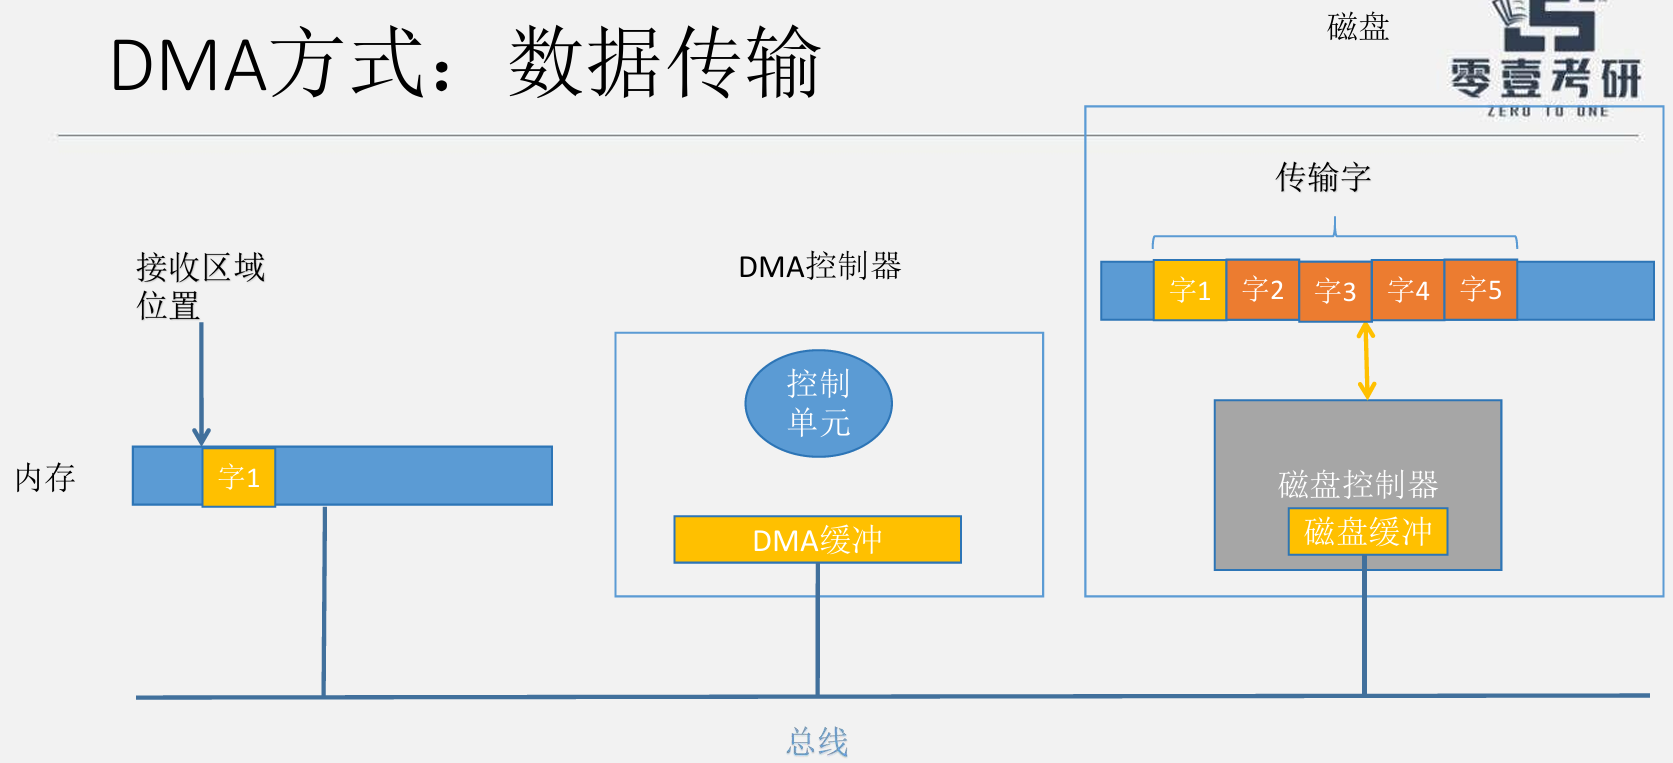 DMA方式：数据传输
磁盘
零壹考研
ZERO TO ONE
传输字
接收区域
位置
DMA控制器
字1
字2
字3
字4
字5
控制
单元
内存
字1
磁盘控制器
DMA缓冲
磁盘缓冲
总线